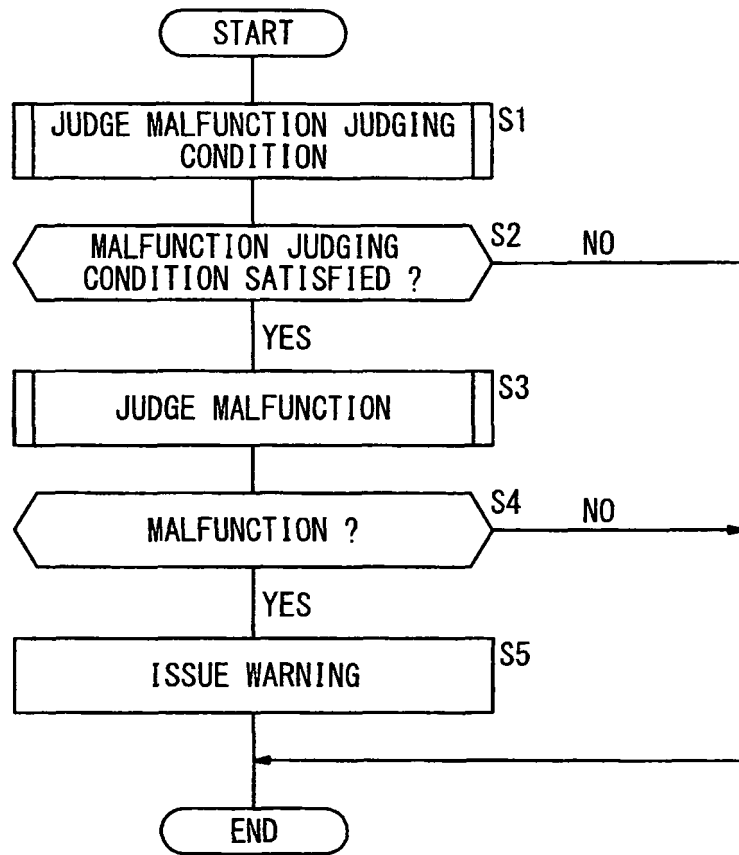 START
JUDGE MALFUNCTION JUDGING
CONDITION
S1
MALFUNCTION JUDGING
CONDITION SATISFIED ?
S2
NO
YES
JUDGE MALFUNCTION
S3
MALFUNCTION ?
S4
NO
YES
ISSUE WARNING
S5
END